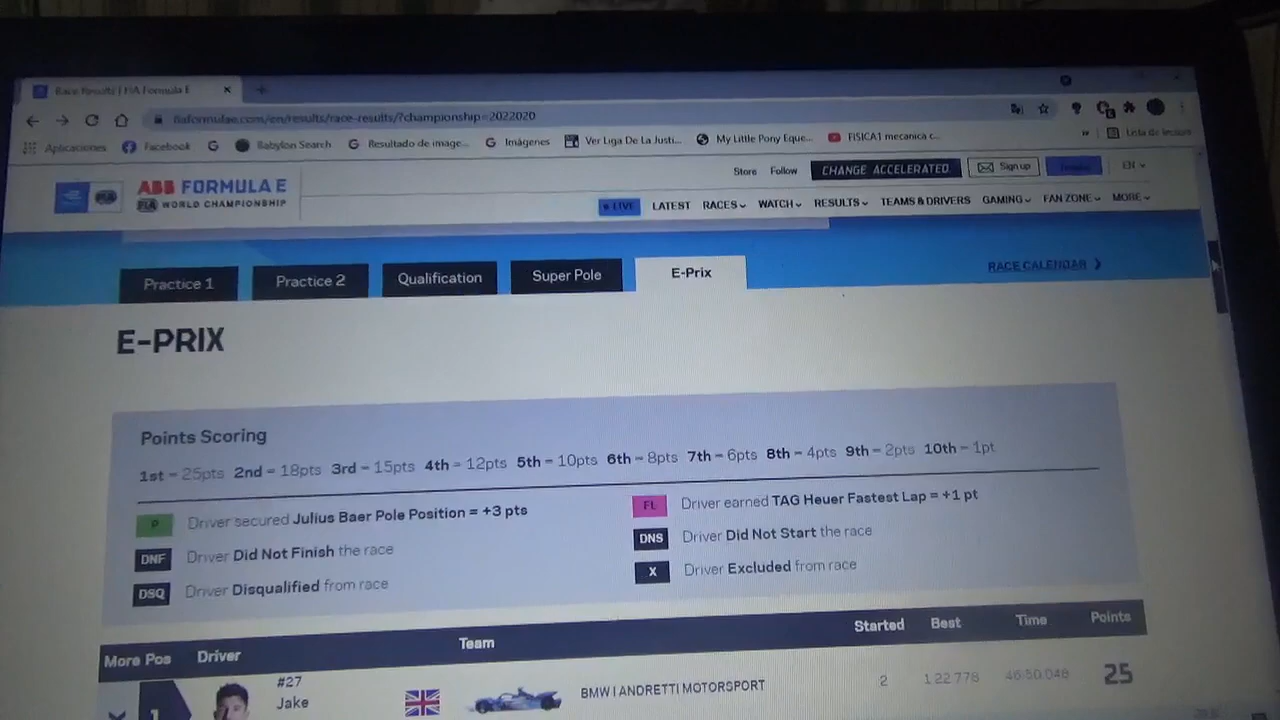 Race Results | FIA Formula E
fiaformulae.com/en/results/race-results/?championship=2022020
Aplicaciones Facebook Babylon Search Resultado de image... Imágenes Ver Liga De La Justi... My Little Pony Eque... FISICA1 mecanica c... » Lista de lectura
Store Follow CHANGE ACCELERATED. Sign up EN
ABB FORMULA E
FIA WORLD CHAMPIONSHIP
LIVE LATEST RACES WATCH RESULTS TEAMS & DRIVERS GAMING FAN ZONE MORE
Practice 1 Practice 2 Qualification Super Pole E-Prix RACE CALENDAR
E-PRIX
Points Scoring
1st = 25pts 2nd = 18pts 3rd = 15pts 4th = 12pts 5th = 10pts 6th = 8pts 7th = 6pts 8th = 4pts 9th = 2pts 10th = 1pt
P Driver secured Julius Baer Pole Position = +3 pts
FL Driver earned TAG Heuer Fastest Lap = +1 pt
DNF Driver Did Not Finish the race
DNS Driver Did Not Start the race
DSQ Driver Disqualified from race
X Driver Excluded from race
More Pos Driver Team Started Best Time Points
1 #27
Jake BMW I ANDRETTI MOTORSPORT 2 1:22.778 25